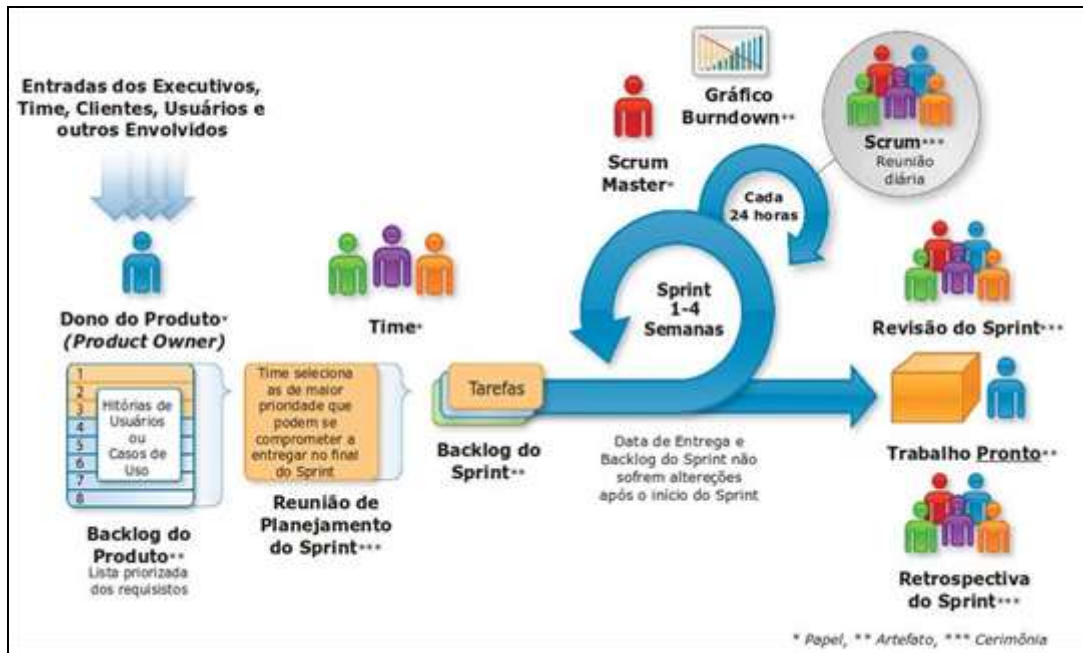 Entradas dos Executivos,
Time, Clientes, Usuários e
outros Envolvidos
Dono do Produto*
(Product Owner)
1
2
3
4
5
6
7
8
Hitórias de
Usuários
ou
Casos de
Uso
Backlog do
Produto**
Lista priorizada
dos requisistos
Time*
Time seleciona
as de maior
prioridade que
podem se
comprometer a
entregar no final
do Sprint
Reunião de
Planejamento
do Sprint***
Tarefas
Backlog do
Sprint**
Scrum
Master*
Gráfico
Burndown**
Cada
24 horas
Scrum***
Reunião
diária
Sprint
1-4
Semanas
Data de Entrega e
Backlog do Sprint não
sofrem altereções
após o início do Sprint
Revisão do Sprint***
Trabalho Pronto**
Retrospectiva
do Sprint***
* Papel, ** Artefato, *** Cerimônia